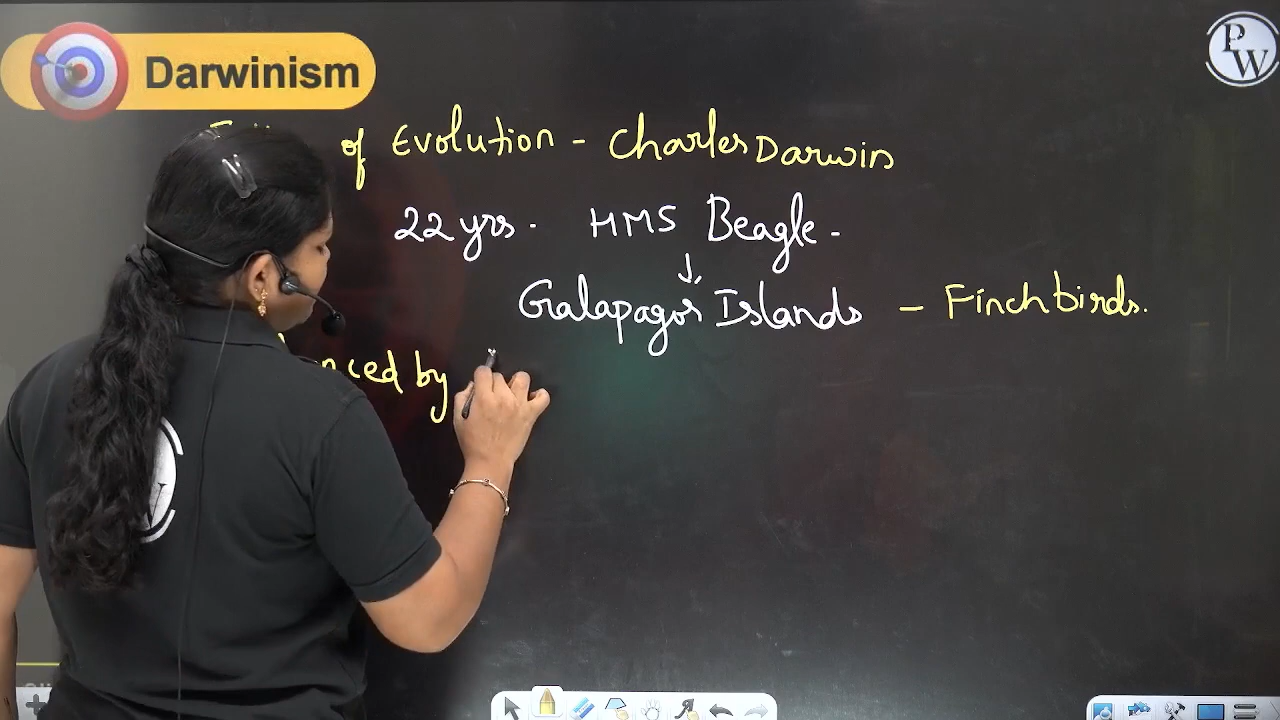 Darwinism
PW
of Evolution - Charles Darwin
22 yrs. HMS Beagle -
Galapagos Islands - Finch birds.
nced by